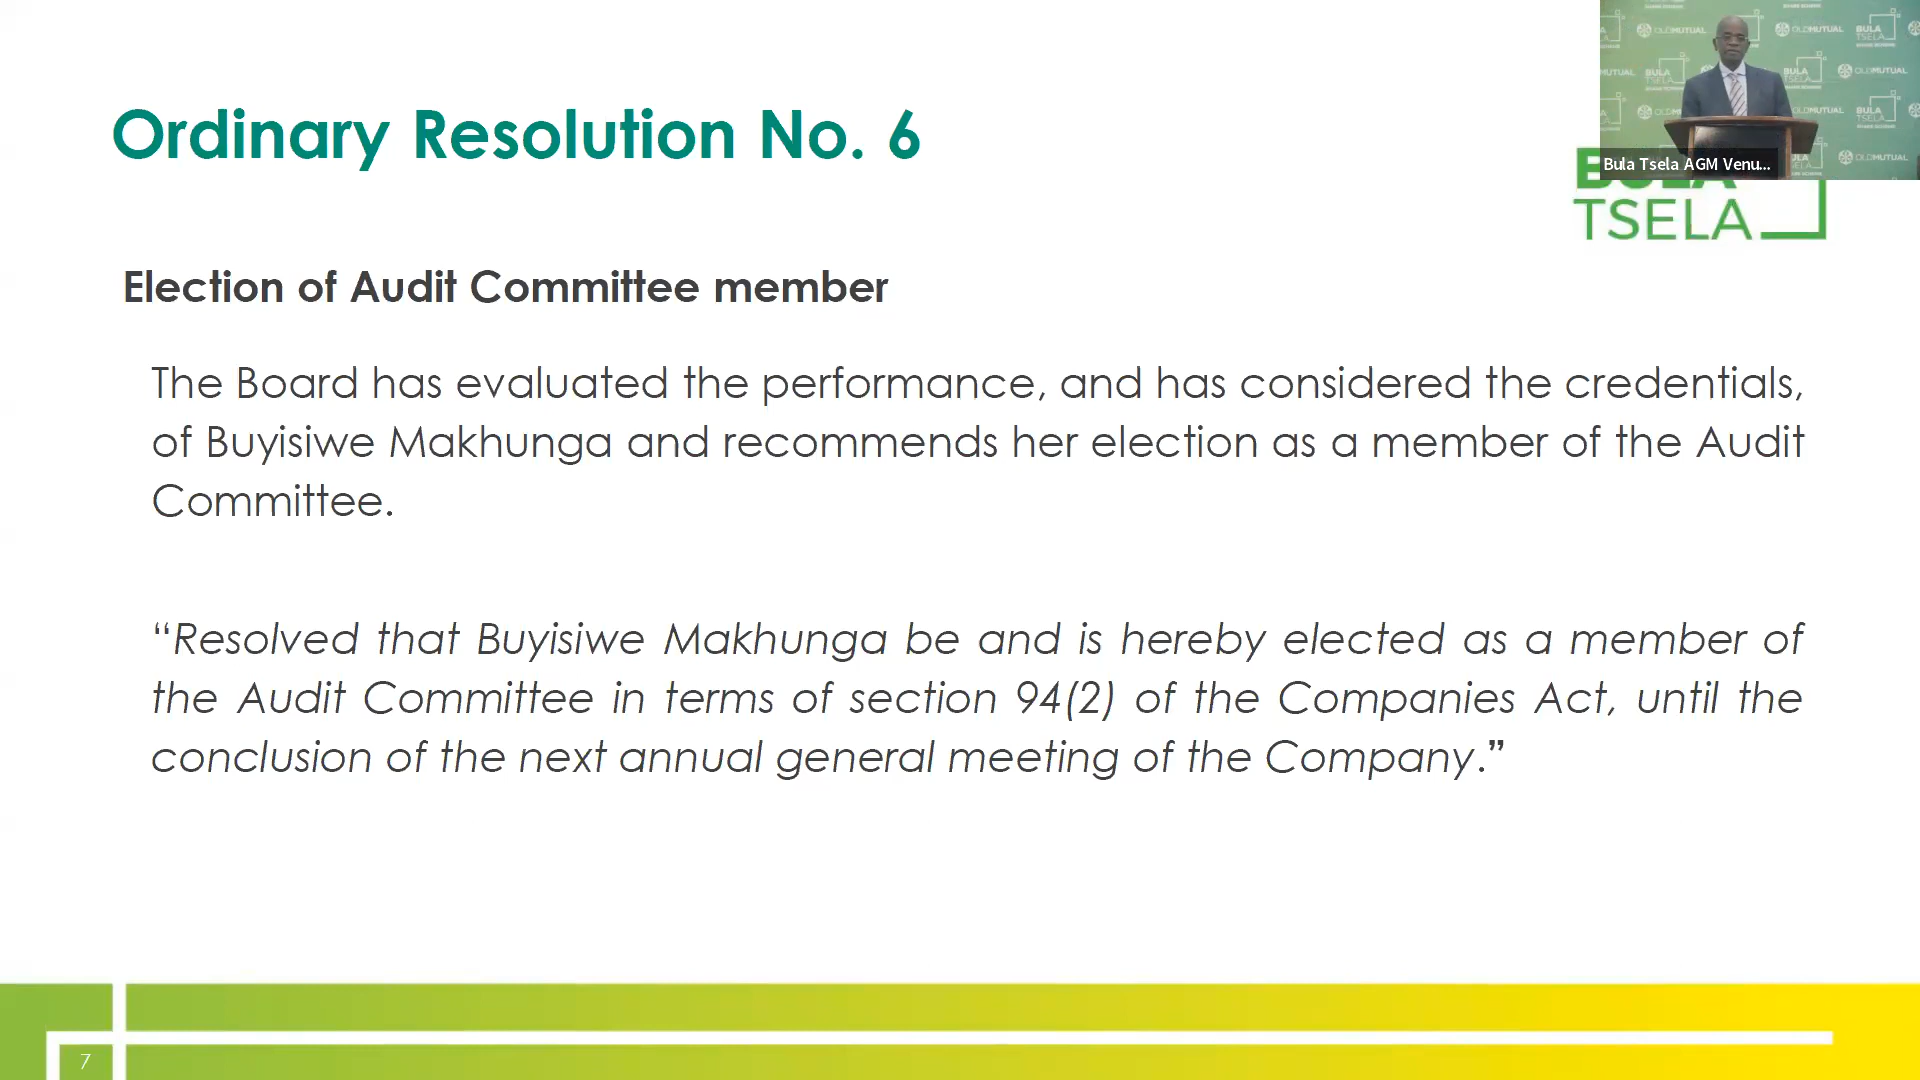 Ordinary Resolution No. 6
OLDMUTUAL
BULA
TSELA
Bula Tsela AGM Venu...
TSELA
Election of Audit Committee member
The Board has evaluated the performance, and has considered the credentials,
of Buyisiwe Makhunga and recommends her election as a member of the Audit
Committee.
“Resolved that Buyisiwe Makhunga be and is hereby elected as a member of
the Audit Committee in terms of section 94(2) of the Companies Act, until the
conclusion of the next annual general meeting of the Company.”
7